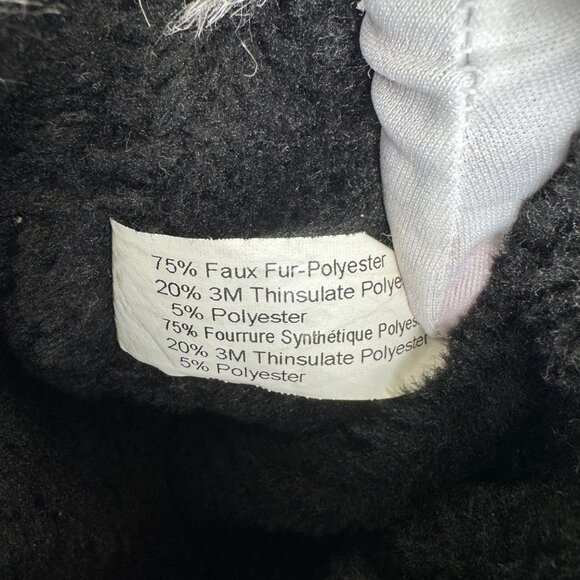 75% Faux Fur-Polyester
20% 3M Thinsulate Polye
5% Polyester
75% Fourrure Synthétique Polyes
20% 3M Thinsulate Polyester
5% Polyester